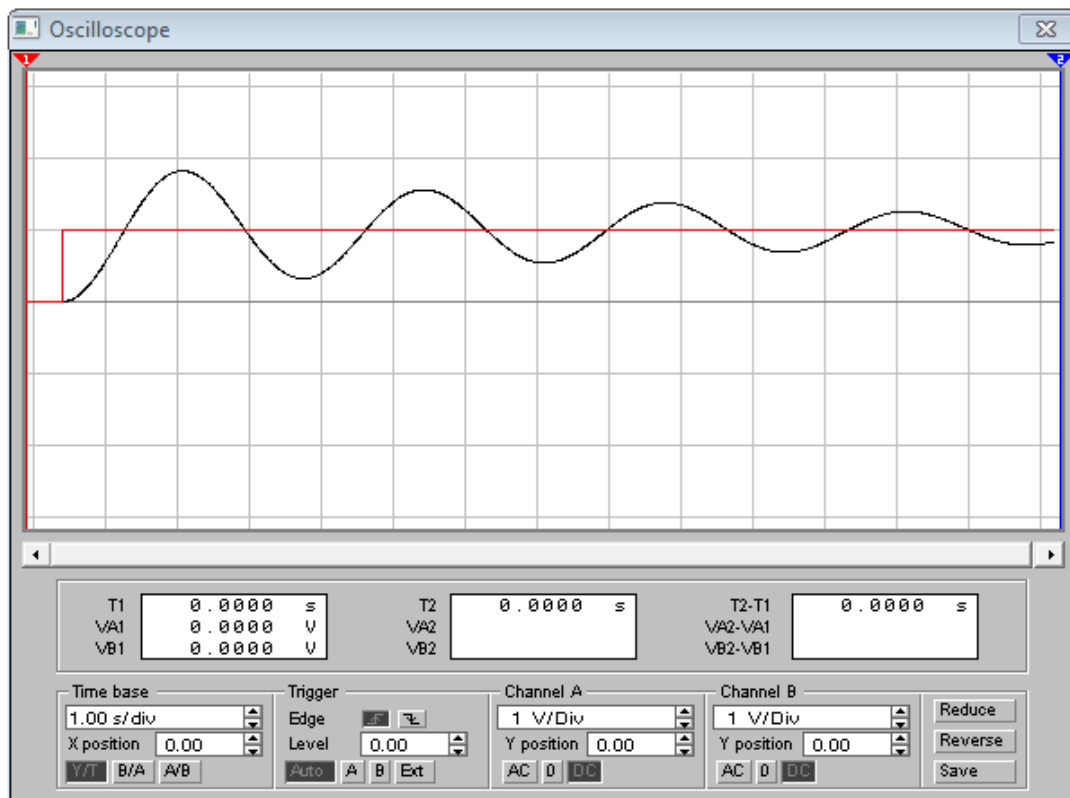 Oscilloscope
1 2
T1 0.0000 s T2 0.0000 s T2-T1 0.0000 s
VA1 0.0000 V VA2 VA2-VA1
VB1 0.0000 V VB2 VB2-VB1
Time base Trigger Channel A Channel B
1.00 s/div Edge 1 V/Div 1 V/Div Reduce
X position 0.00 Level 0.00 Y position 0.00 Y position 0.00 Reverse
Y/T B/A A/B Auto A B Ext AC 0 DC AC 0 DC Save